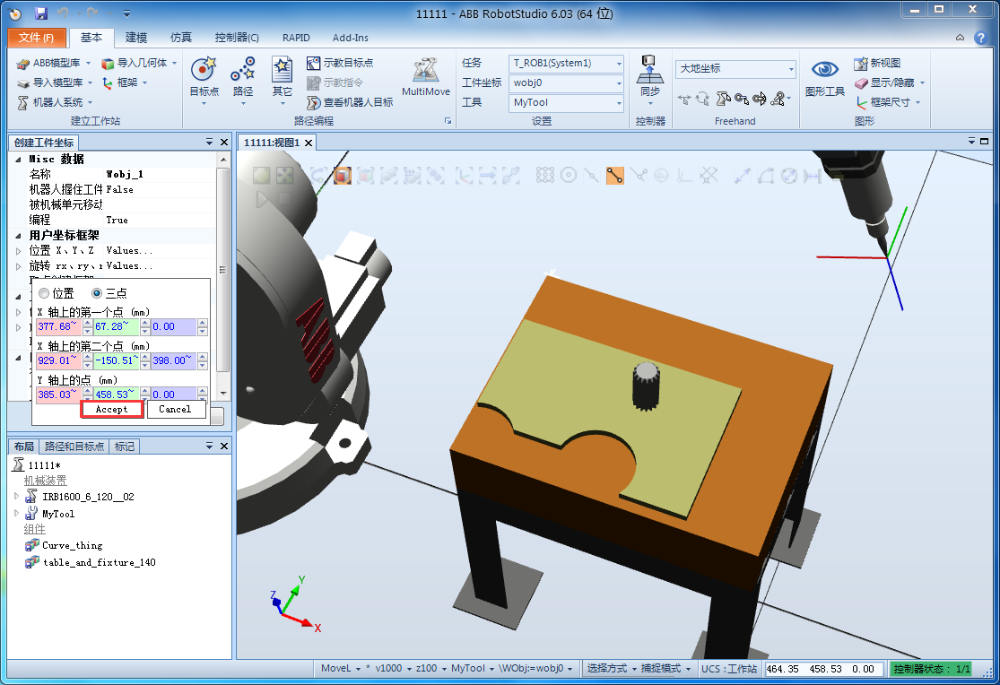 11111 - ABB RobotStudio 6.03 (64 位)
文件(F) 基本 建模 仿真 控制器(C) RAPID Add-Ins
ABB模型库 导入几何体
导入模型库 框架
机器人系统
建立工作站
目标点 路径 其它
示教目标点
示教指令
查看机器人目标
MultiMove
路径编程
任务 T_ROB1(System1)
工件坐标 wobj0
工具 MyTool
设置
同步
控制器
大地坐标
Freehand
图形工具
新视图
显示/隐藏
框架尺寸
图形
创建工件坐标
Misc 数据
名称 Wobj_1
机器人握住工件 False
被机械单元移动
编程 True
用户坐标框架
位置 X、Y、Z Values...
旋转 rx、ry、r Values...
位置 三点
X 轴上的第一个点 (mm)
377.68~ 67.28~ 0.00
X 轴上的第二个点 (mm)
929.01~ -150.51~ 398.00~
Y 轴上的点 (mm)
385.03~ 458.53~ 0.00
Accept Cancel
布局 路径和目标点 标记
11111*
机械装置
IRB1600_6_120__02
MyTool
组件
Curve_thing
table_and_fixture_140
11111:视图1
Z Y X
MoveL * v1000 z100 MyTool \WObj:=wobj0 选择方式 捕捉模式 UCS : 工作站 464.35 458.53 0.00 控制器状态: 1/1